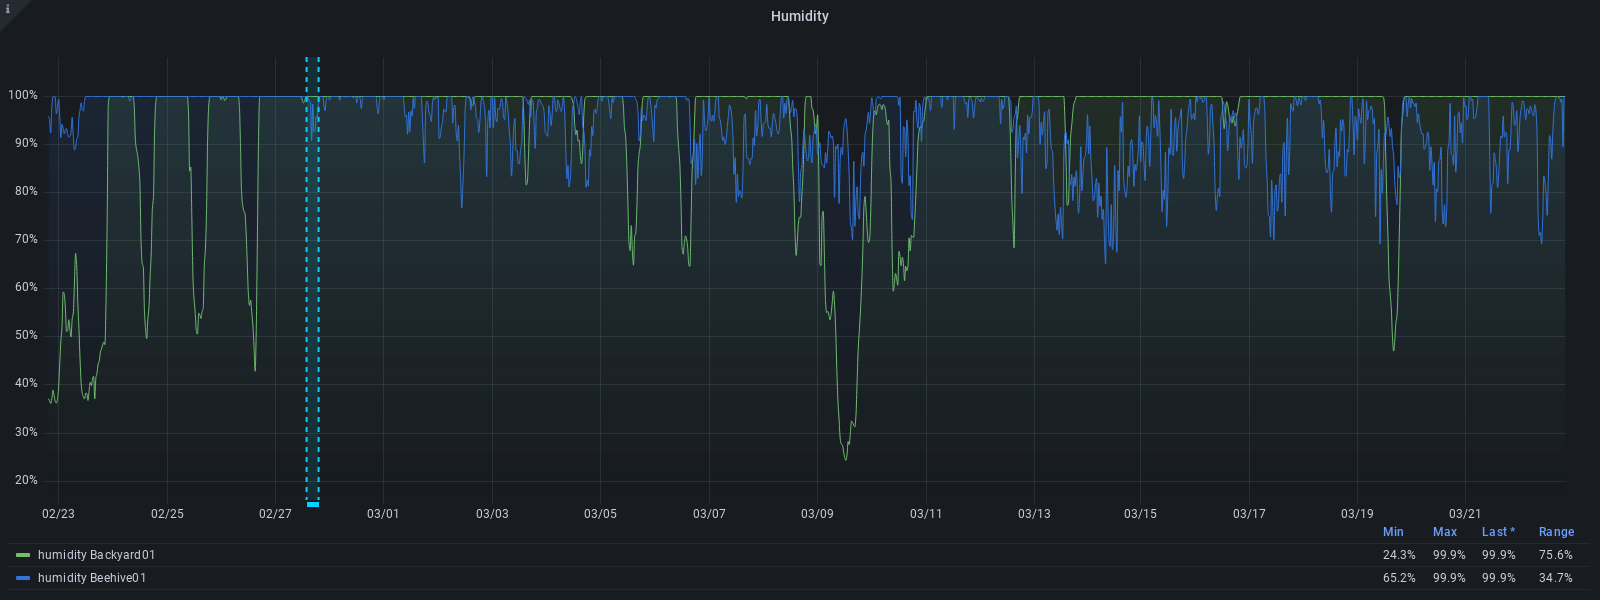 i
Humidity
100%
90%
80%
70%
60%
50%
40%
30%
20%
02/23 02/25 02/27 03/01 03/03 03/05 03/07 03/09 03/11 03/13 03/15 03/17 03/19 03/21
Min Max Last * Range
humidity Backyard01 24.3% 99.9% 99.9% 75.6%
humidity Beehive01 65.2% 99.9% 99.9% 34.7%